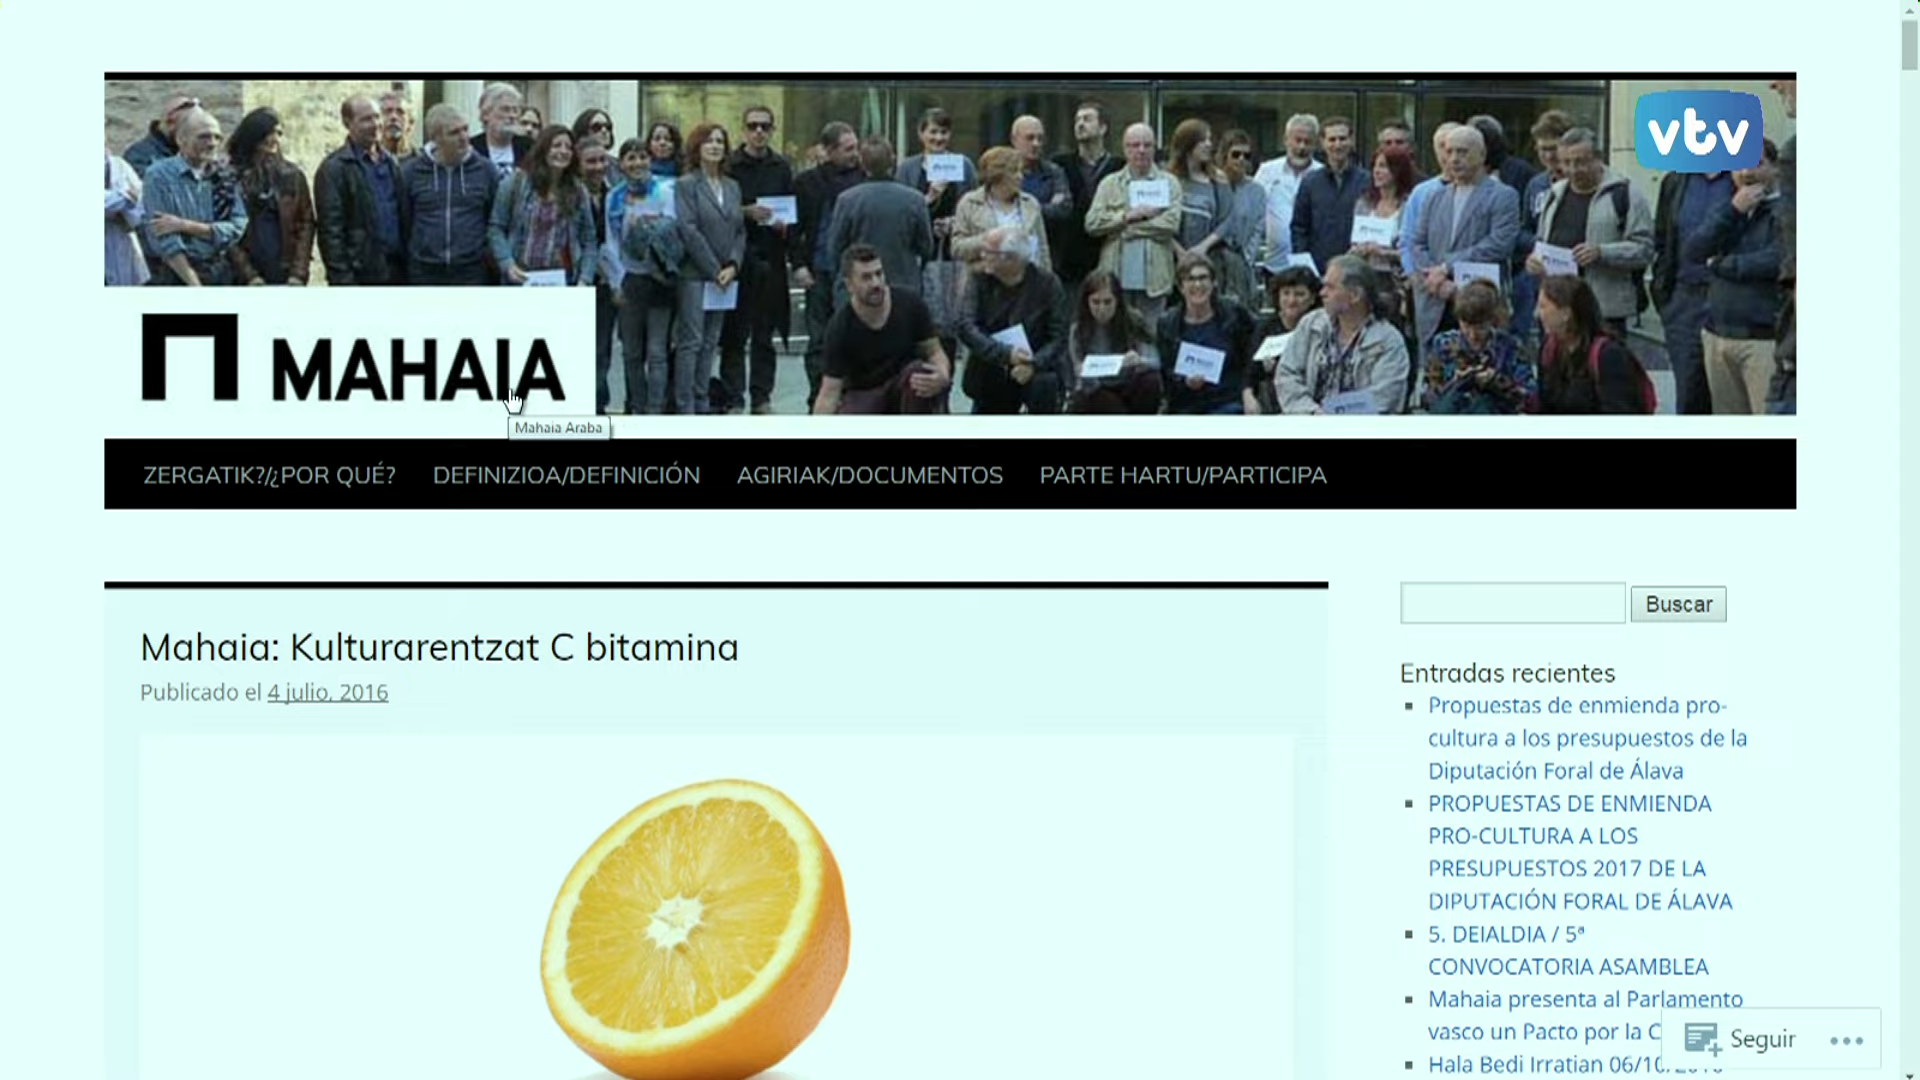 vtv
MAHAIA
Mahaia Araba
ZERGATIK?/¿POR QUÉ? DEFINIZIOA/DEFINICIÓN AGIRIAK/DOCUMENTOS PARTE HARTU/PARTICIPA
Mahaia: Kulturarentzat C bitamina
Publicado el 4 julio, 2016
Buscar
Entradas recientes
Propuestas de enmienda pro-
cultura a los presupuestos de la
Diputación Foral de Álava
PROPUESTAS DE ENMIENDA
PRO-CULTURA A LOS
PRESUPUESTOS 2017 DE LA
DIPUTACIÓN FORAL DE ÁLAVA
5. DEIALDIA / 5ª
CONVOCATORIA ASAMBLEA
Mahaia presenta al Parlamento
vasco un Pacto por la C
Hala Bedi Irratian 06/10/2016
Seguir